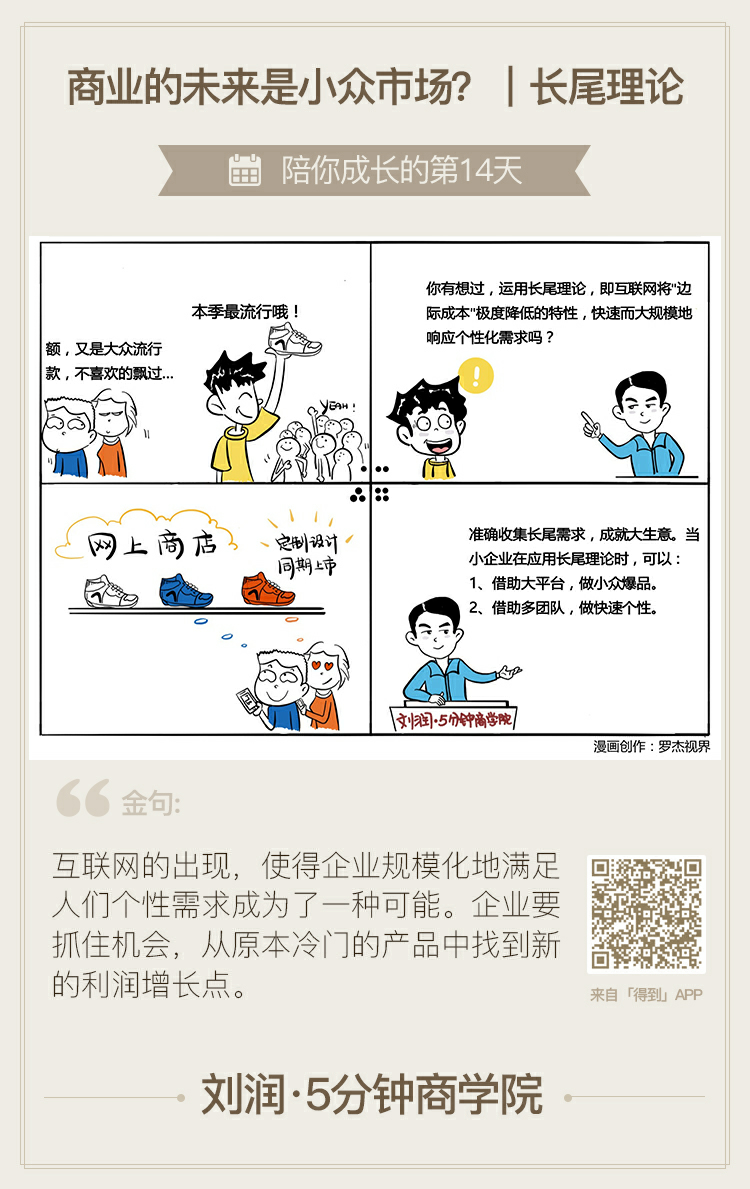 商业的未来是小众市场？｜长尾理论
陪你成长的第14天
本季最流行哦！
额，又是大众流行
款，不喜欢的飘过...
YEAH!
你有想过，运用长尾理论，即互联网将"边
际成本"极度降低的特性，快速而大规模地
响应个性化需求吗？
!
网上商店
定制设计
同期上市
准确收集长尾需求，成就大生意。当
小企业在应用长尾理论时，可以：
1、借助大平台，做小众爆品。
2、借助多团队，做快速个性。
刘润·5分钟商学院
漫画创作：罗杰视界
金句:
互联网的出现，使得企业规模化地满足
人们个性需求成为了一种可能。企业要
抓住机会，从原本冷门的产品中找到新
的利润增长点。
来自「得到」APP
刘润·5分钟商学院